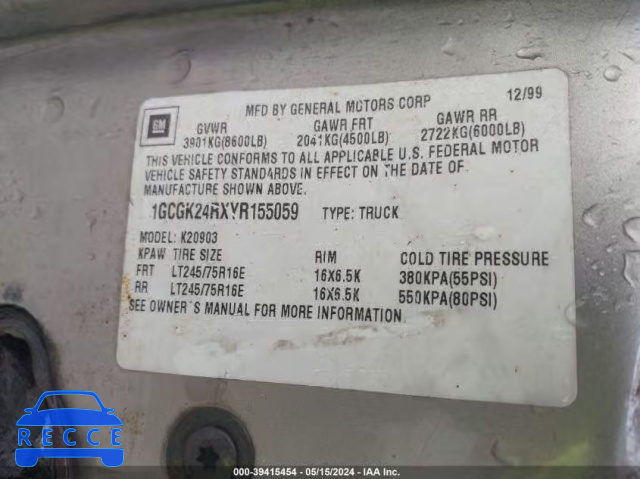 MFD BY GENERAL MOTORS CORP 12/99
GM
GVWR GAWR FRT GAWR RR
3901KG(8600LB) 2041KG(4500LB) 2722KG(6000LB)
THIS VEHICLE CONFORMS TO ALL APPLICABLE U.S. FEDERAL MOTOR
VEHICLE SAFETY STANDARDS IN EFFECT ON THE DATE OF
MANUFACTURE SHOWN ABOVE.
1GCGK24RXYR155059 TYPE: TRUCK
MODEL: K20903
KPAW TIRE SIZE RIM COLD TIRE PRESSURE
FRT LT245/75R16E 16X6.5K 380KPA(55PSI)
RR LT245/75R16E 16X6.5K 550KPA(80PSI)
SEE OWNER'S MANUAL FOR MORE INFORMATION.
RECCE
000-39415454 - 05/15/2024 - IAA Inc.